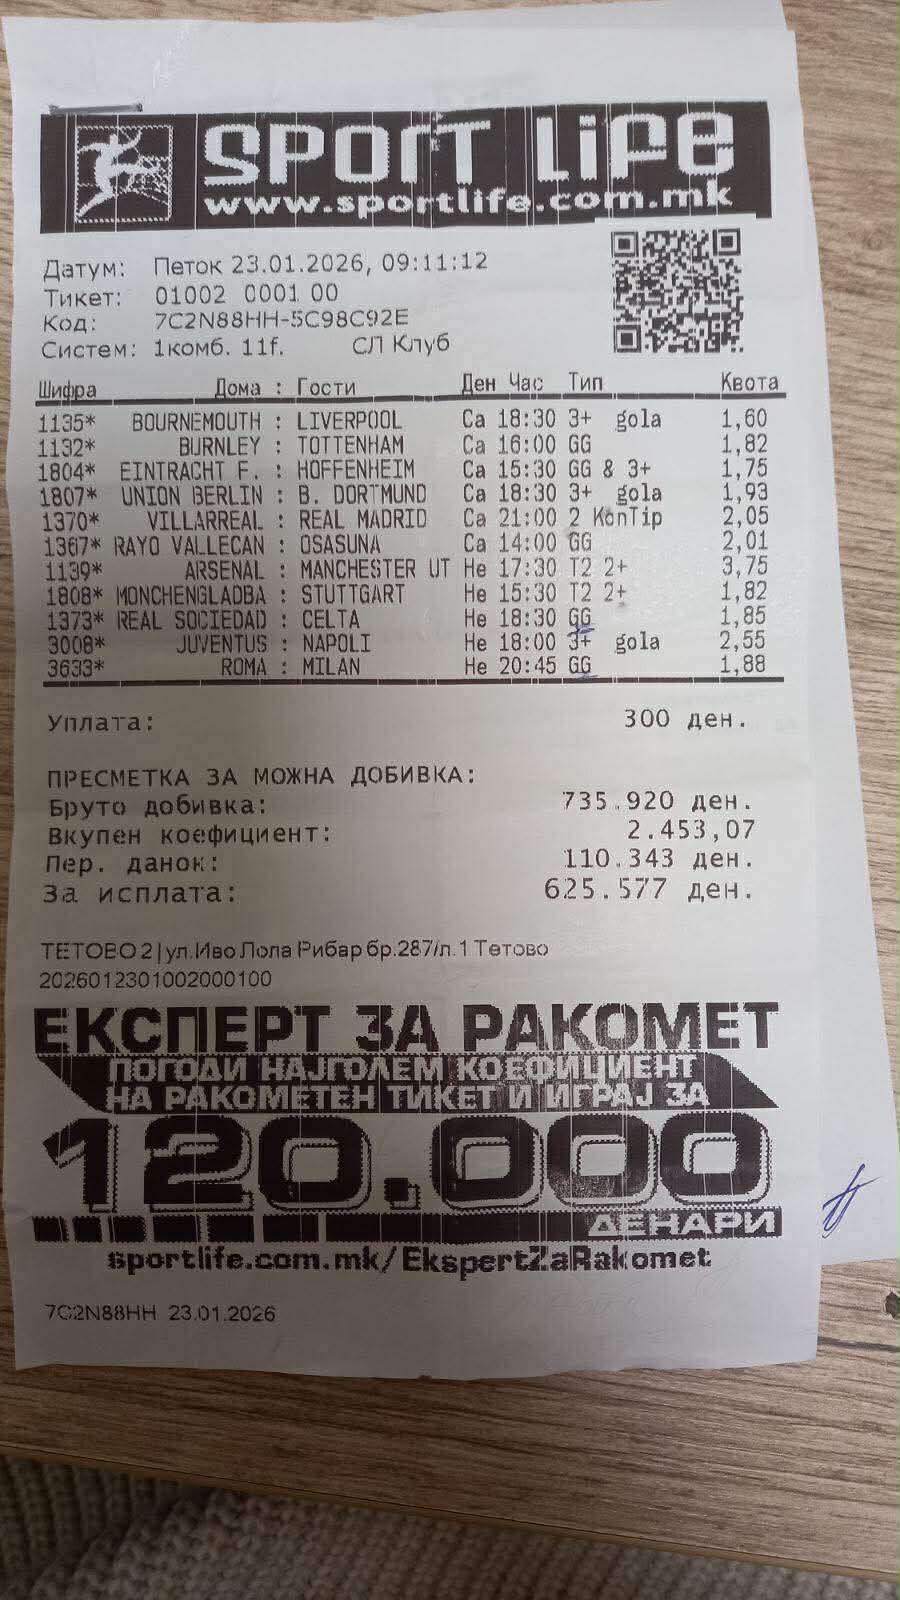 SPORT LIFE
www.sportlife.com.mk
Датум: Петок 23.01.2026, 09:11:12
Тикет: 01002 0001 00
Код: 7C2N88HH-5C98C92E
Систем: 1комб. 11f. СЛ Клуб
Шифра Дома : Гости Ден Час Тип Квота
1135* BOURNEMOUTH : LIVERPOOL Са 18:30 3+ gola 1,60
1132* BURNLEY : TOTTENHAM Са 16:00 GG 1,82
1804* EINTRACHT F. : HOFFENHEIM Са 15:30 GG & 3+ 1,75
1807* UNION BERLIN : B. DORTMUND Са 18:30 3+ gola 1,93
1370* VILLARREAL : REAL MADRID Са 21:00 2 KonTip 2,05
1367* RAYO VALLECAN : OSASUNA Са 14:00 GG 2,01
1139* ARSENAL : MANCHESTER UT Не 17:30 T2 2+ 3,75
1808* MONCHENGLADBA : STUTTGART Не 15:30 T2 2+ 1,82
1373* REAL SOCIEDAD : CELTA Не 18:30 GG 1,85
3008* JUVENTUS : NAPOLI Не 18:00 3+ gola 2,55
3633* ROMA : MILAN Не 20:45 GG 1,88
Уплата: 300 ден.
ПРЕСМЕТКА ЗА МОЖНА ДОБИВКА:
Бруто добивка: 735.920 ден.
Вкупен коефициент: 2.453,07
Пер. данок: 110.343 ден.
За исплата: 625.577 ден.
ТЕТОВО 2 | ул.Иво Лола Рибар бр.287/л.1 Тетово
2026012301002000100
ЕКСПЕРТ ЗА РАКОМЕТ
ПОГОДИ НАЈГОЛЕМ КОЕФИЦИЕНТ
НА РАКОМЕТЕН ТИКЕТ И ИГРАЈ ЗА
120.000
ДЕНАРИ
sportlife.com.mk/EkspertZaRakomet
7C2N88HH 23.01.2026